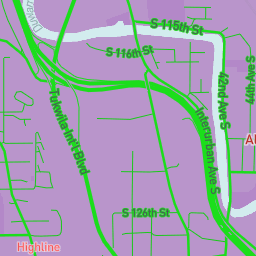 S 115th St
S 116th St
42nd Ave S
44th Ave S
Tukwila Int'l Blvd
Interurban Ave S
S 126th St
Highline